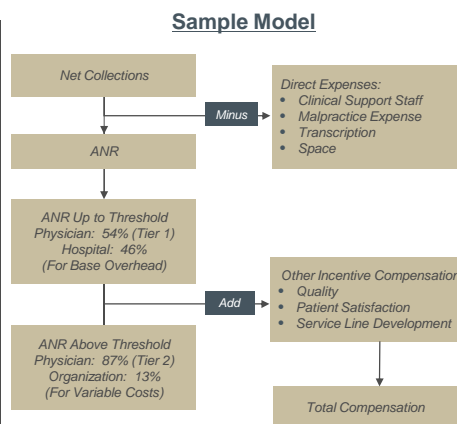 Sample Model
Net Collections
Minus
Direct Expenses:
• Clinical Support Staff
• Malpractice Expense
• Transcription
• Space
ANR
ANR Up to Threshold
Physician: 54% (Tier 1)
Hospital: 46%
(For Base Overhead)
Add
Other Incentive Compensation
• Quality
• Patient Satisfaction
• Service Line Development
ANR Above Threshold
Physician: 87% (Tier 2)
Organization: 13%
(For Variable Costs)
Total Compensation